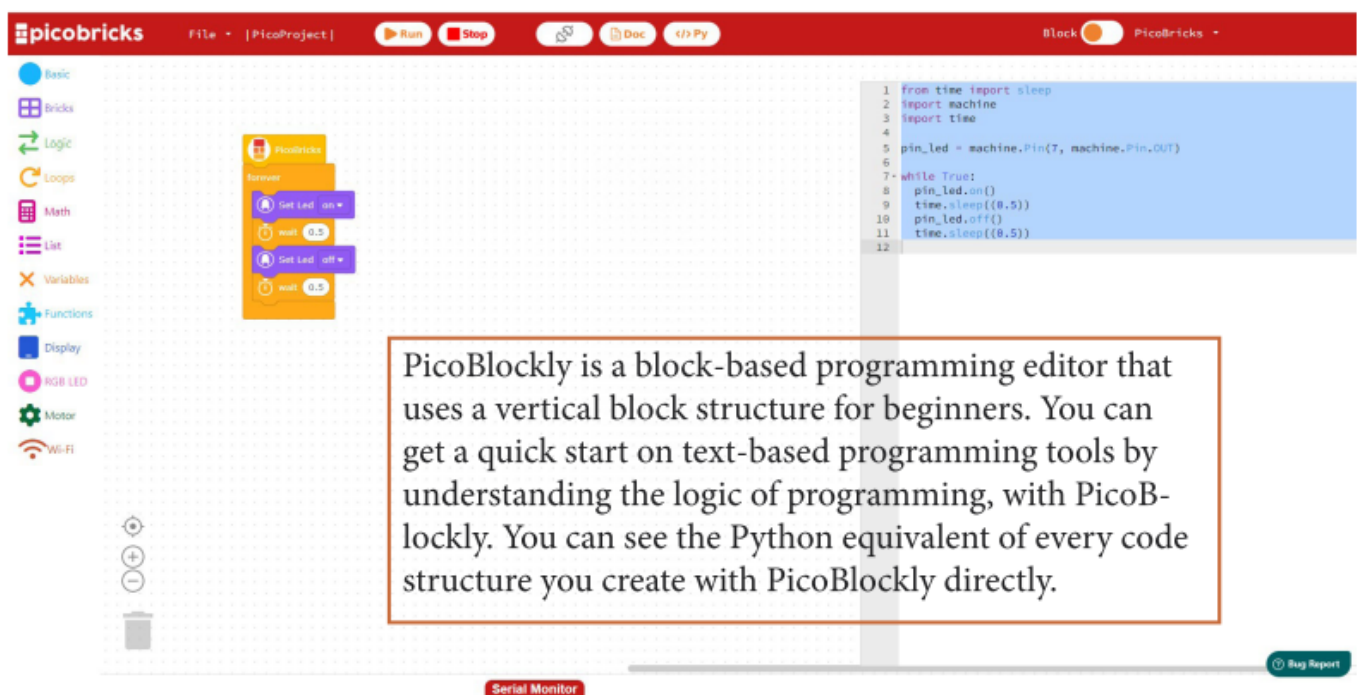 picobricks File |PicoProject| Run Stop Doc </> Py Block PicoBricks
Basic
Bricks
Logic
Loops
Math
List
Variables
Functions
Display
RGB LED
Motor
Wi-Fi
PicoBricks
forever
Set Led on
wait 0.5
Set Led off
wait 0.5
1 from time import sleep
2 import machine
3 import time
4
5 pin_led = machine.Pin(7, machine.Pin.OUT)
6
7 while True:
8 pin_led.on()
9 time.sleep((0.5))
10 pin_led.off()
11 time.sleep((0.5))
12
PicoBlockly is a block-based programming editor that
uses a vertical block structure for beginners. You can
get a quick start on text-based programming tools by
understanding the logic of programming, with PicoB-
lockly. You can see the Python equivalent of every code
structure you create with PicoBlockly directly.
Bug Report
Serial Monitor